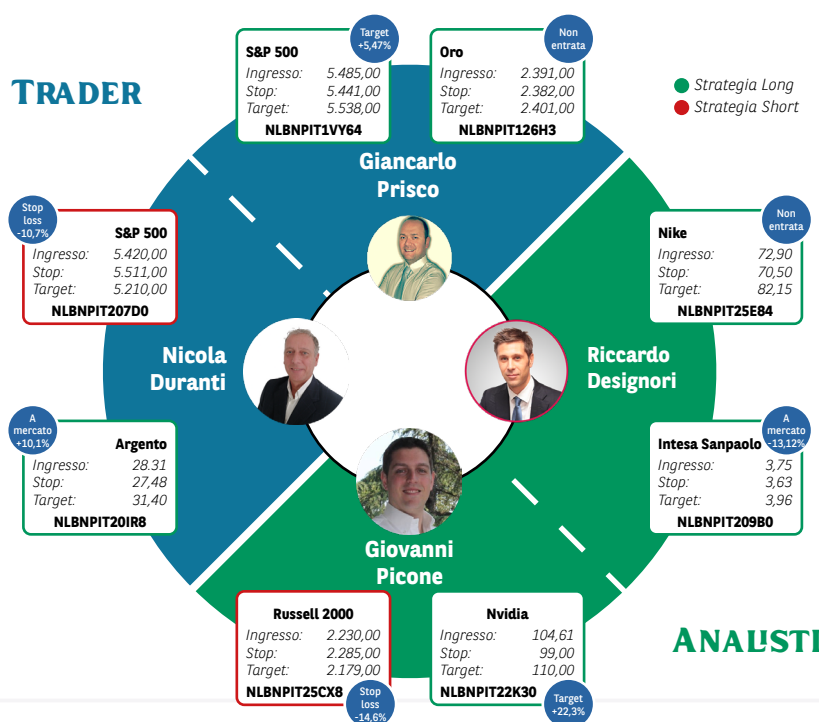 TRADER
S&P 500
Target
+5,47%
Ingresso: 5.485,00
Stop: 5.441,00
Target: 5.538,00
NLBNPIT1VY64
Oro
Non
entrata
Ingresso: 2.391,00
Stop: 2.382,00
Target: 2.401,00
NLBNPIT126H3
Strategia Long
Strategia Short
Giancarlo
Prisco
Stop
loss
-10,7%
S&P 500
Ingresso: 5.420,00
Stop: 5.511,00
Target: 5.210,00
NLBNPIT207D0
Nike
Non
entrata
Ingresso: 72,90
Stop: 70,50
Target: 82,15
NLBNPIT25E84
Nicola
Duranti
Riccardo
Designori
A
mercato
+10,1%
Argento
Ingresso: 28.31
Stop: 27,48
Target: 31,40
NLBNPIT20IR8
Intesa Sanpaolo
A
mercato
-13,12%
Ingresso: 3,75
Stop: 3,63
Target: 3,96
NLBNPIT209B0
Giovanni
Picone
Russell 2000
Ingresso: 2.230,00
Stop: 2.285,00
Target: 2.179,00
NLBNPIT25CX8
Stop
loss
-14,6%
Nvidia
Ingresso: 104,61
Stop: 99,00
Target: 110,00
NLBNPIT22K30
Target
+22,3%
ANALISTI